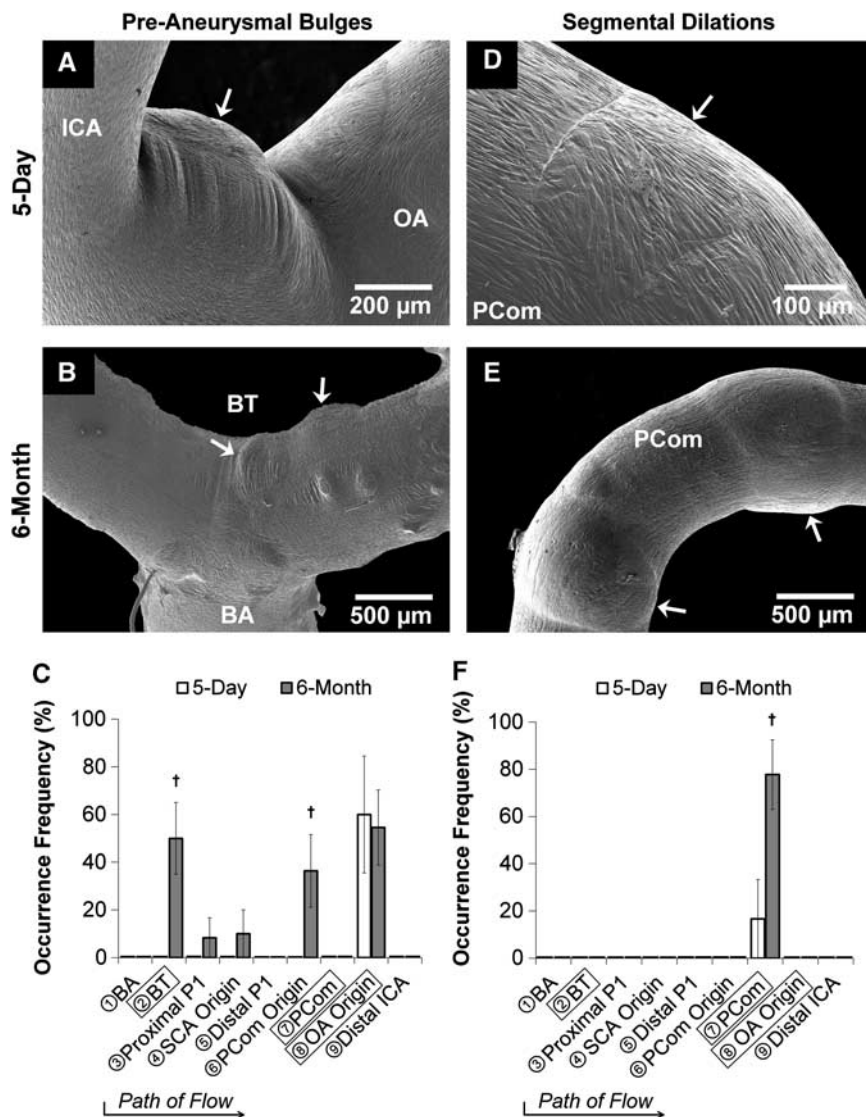 Pre-Aneurysmal Bulges
Segmental Dilations
5-Day
A
ICA
OA
200 µm
D
PCom
100 µm
6-Month
B
BT
BA
500 µm
E
PCom
500 µm
C
5-Day 6-Month
Occurrence Frequency (%)
100
80
60
40
20
0
†
†
①BA
②BT
③Proximal P1
④SCA Origin
⑤Distal P1
⑥PCom Origin
⑦PCom
⑧OA Origin
⑨Distal ICA
Path of Flow
F
5-Day 6-Month
Occurrence Frequency (%)
100
80
60
40
20
0
†
①BA
②BT
③Proximal P1
④SCA Origin
⑤Distal P1
⑥PCom Origin
⑦PCom
⑧OA Origin
⑨Distal ICA
Path of Flow